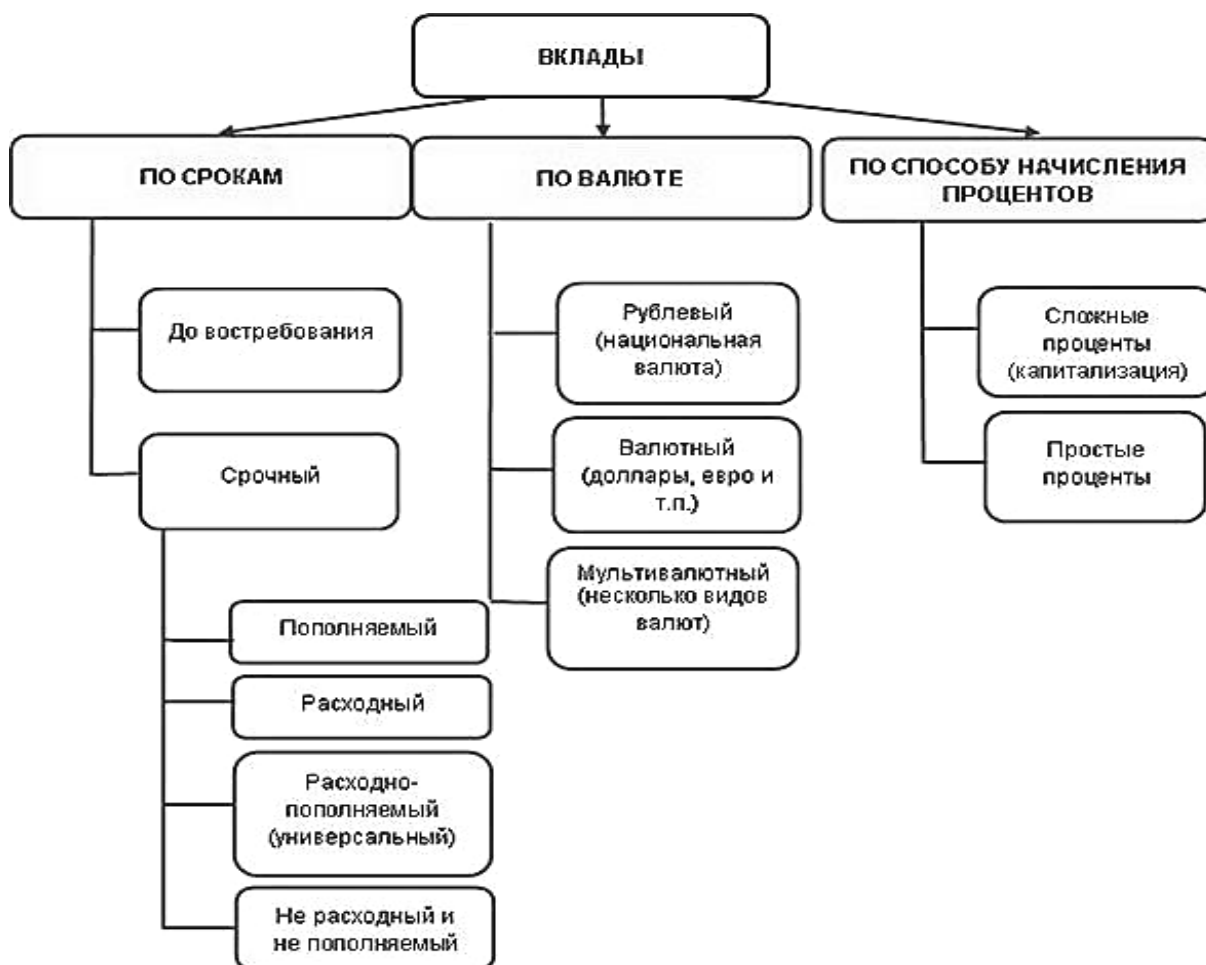 ВКЛАДЫ
ПО СРОКАМ
ПО ВАЛЮТЕ
ПО СПОСОБУ НАЧИСЛЕНИЯ
ПРОЦЕНТОВ
До востребования
Срочный
Пополняемый
Расходный
Расходно-
пополняемый
(универсальный)
Не расходный и
не пополняемый
Рублевый
(национальная
валюта)
Валютный
(доллары, евро и
т.п.)
Мультивалютный
(несколько видов
валют)
Сложные
проценты
(капитализация)
Простые
проценты